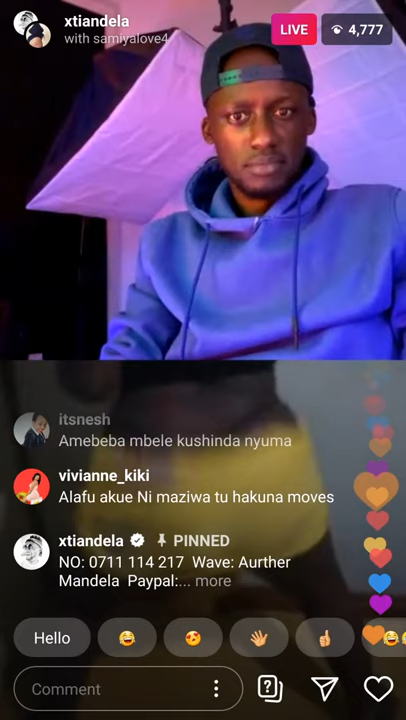 xtiandela
with samiyalove4
LIVE
4,777
itsnesh
Amebeba mbele kushinda nyuma
vivianne_kiki
Alafu akue Ni maziwa tu hakuna moves
xtiandela PINNED
NO: 0711 114 217 Wave: Aurther
Mandela Paypal:... more
Hello
Comment